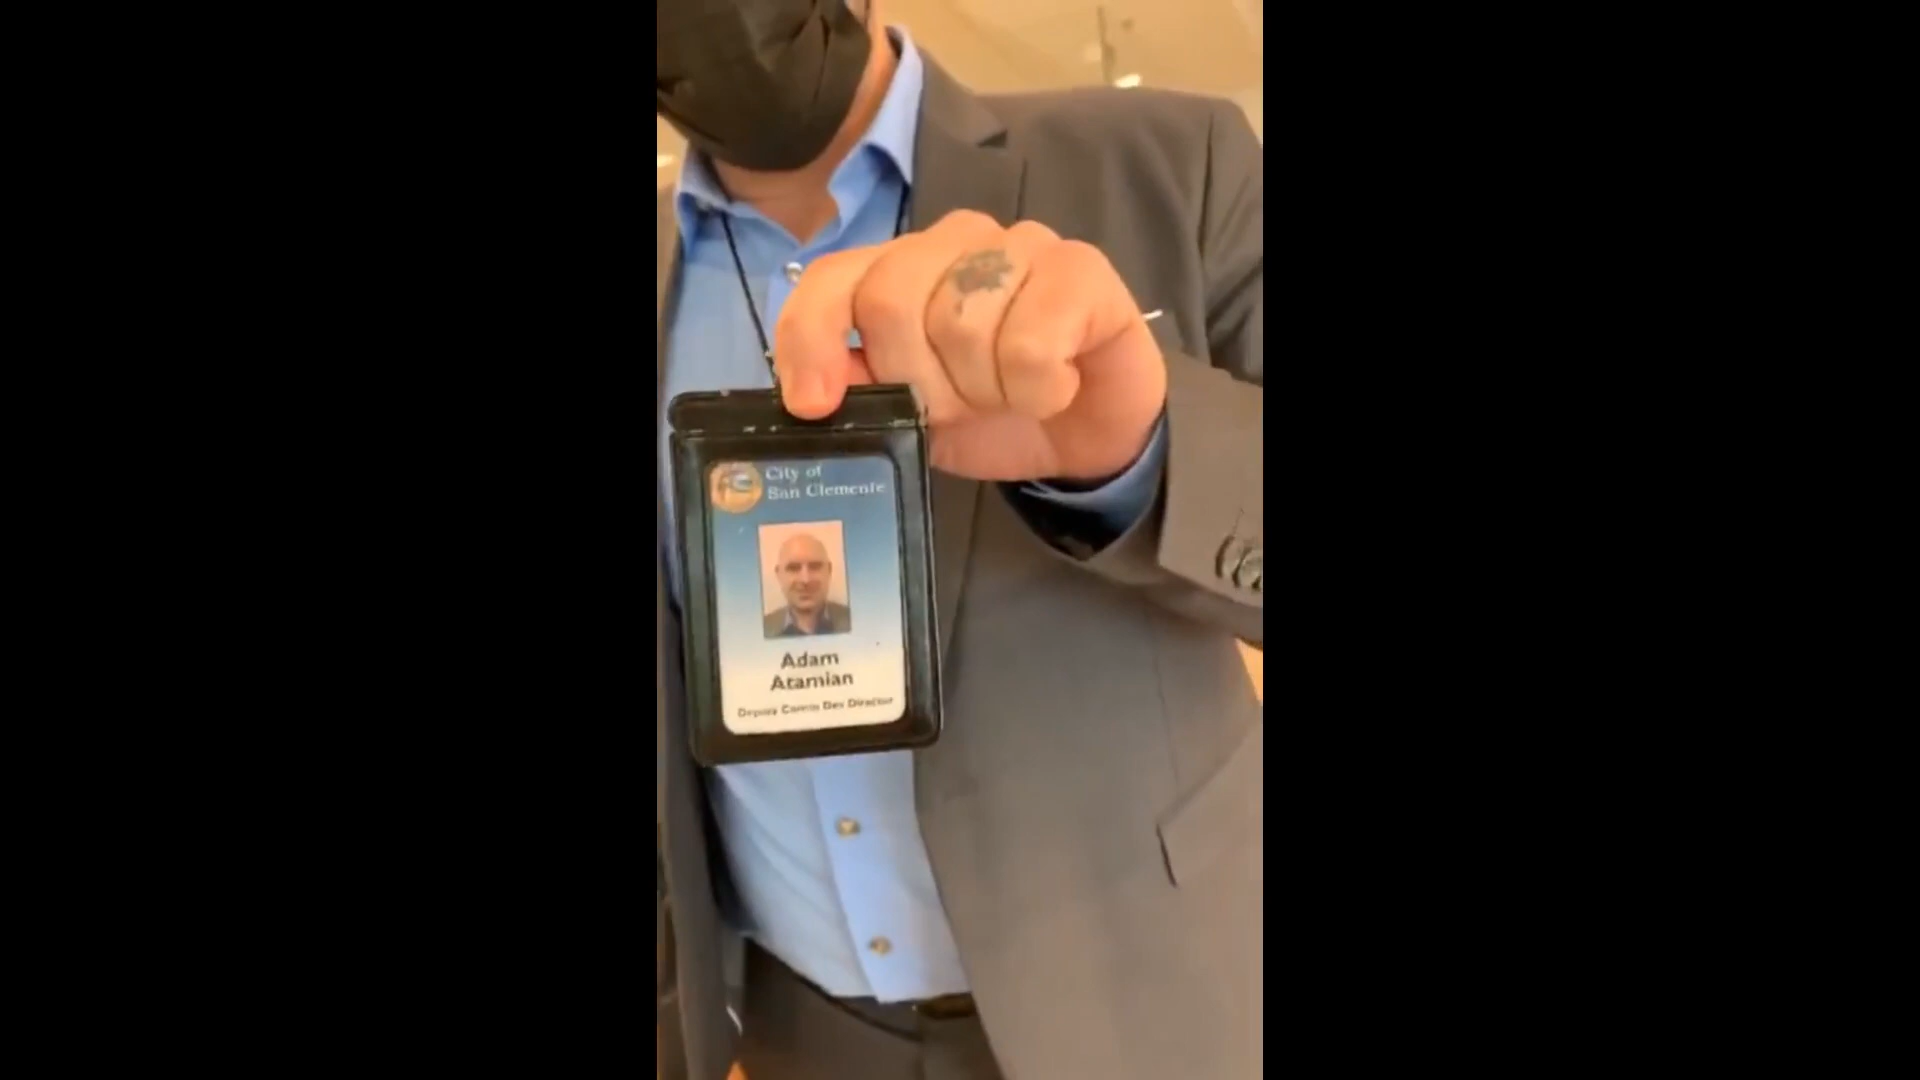 City of
San Clemente
Adam
Atamian
Deputy Comm Dev Director